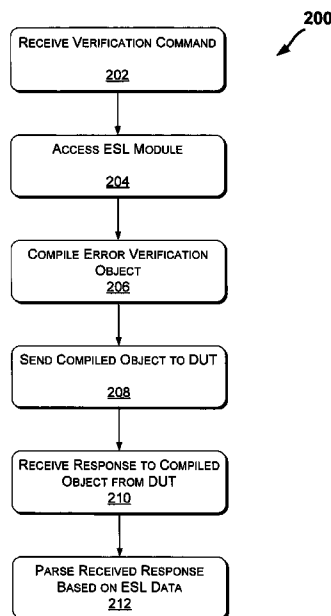 200
RECEIVE VERIFICATION COMMAND
202
ACCESS ESL MODULE
204
COMPILE ERROR VERIFICATION
OBJECT
206
SEND COMPILED OBJECT TO DUT
208
RECEIVE RESPONSE TO COMPILED
OBJECT FROM DUT
210
PARSE RECEIVED RESPONSE
BASED ON ESL DATA
212